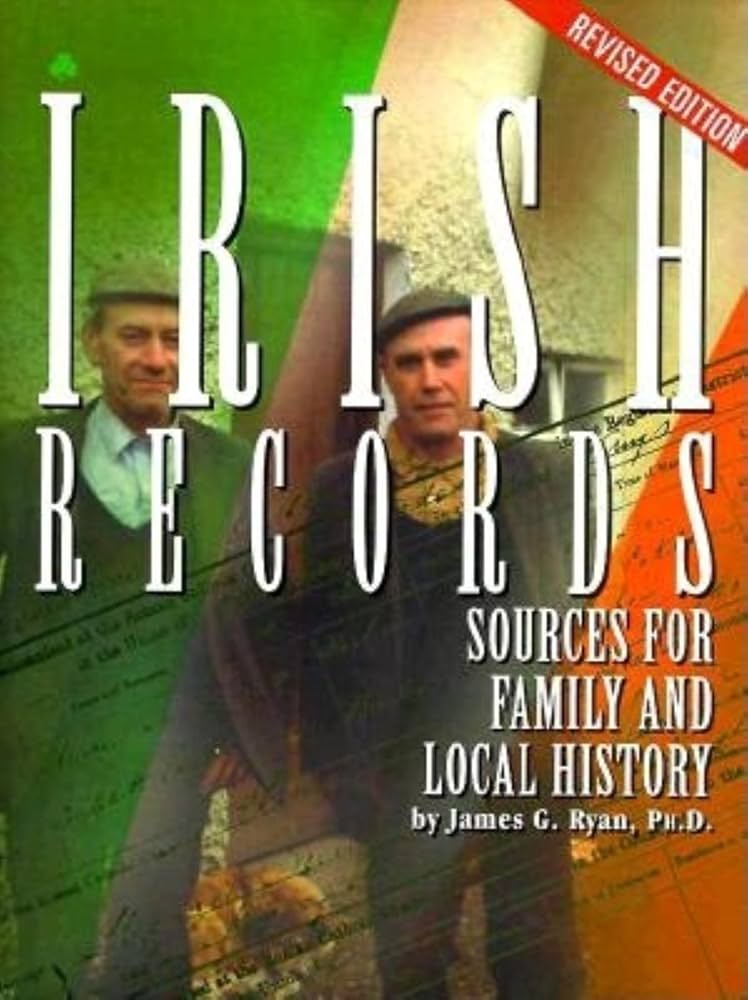 REVISED EDITION
IRISH
RECORDS
SOURCES FOR
FAMILY AND
LOCAL HISTORY
by James G. Ryan, PH.D.